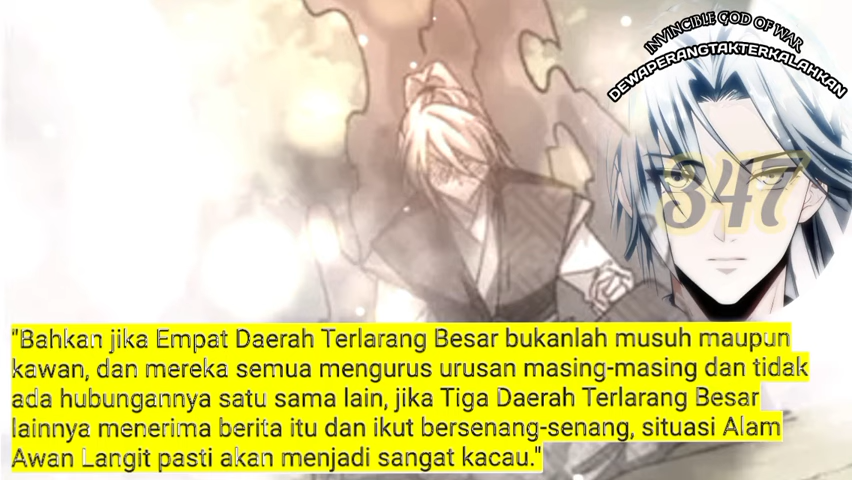 INVINCIBLE GOD OF WAR
DEWAPERANGTAKTERKALAHKAN
347
"Bahkan jika Empat Daerah Terlarang Besar bukanlah musuh maupun
kawan, dan mereka semua mengurus urusan masing-masing dan tidak
ada hubungannya satu sama lain, jika Tiga Daerah Terlarang Besar
lainnya menerima berita itu dan ikut bersenang-senang, situasi Alam
Awan Langit pasti akan menjadi sangat kacau."